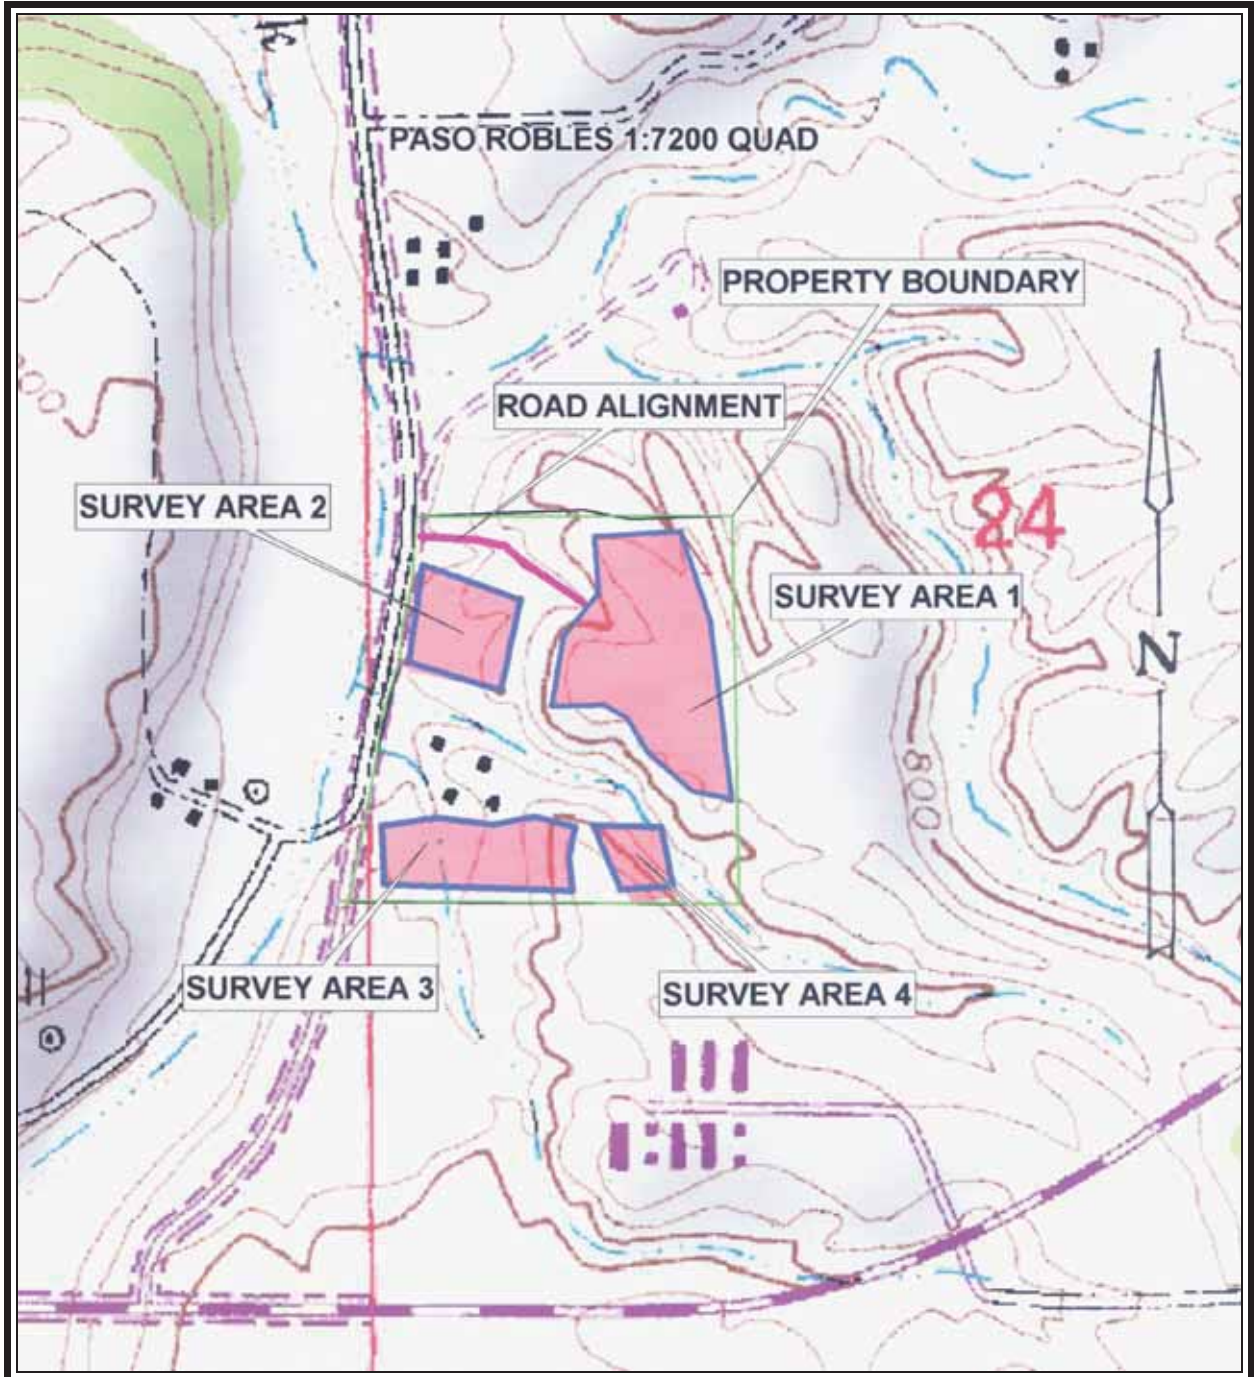 PASO ROBLES 1:7200 QUAD
PROPERTY BOUNDARY
ROAD ALIGNMENT
SURVEY AREA 2
24
SURVEY AREA 1
N
800
SURVEY AREA 3
SURVEY AREA 4